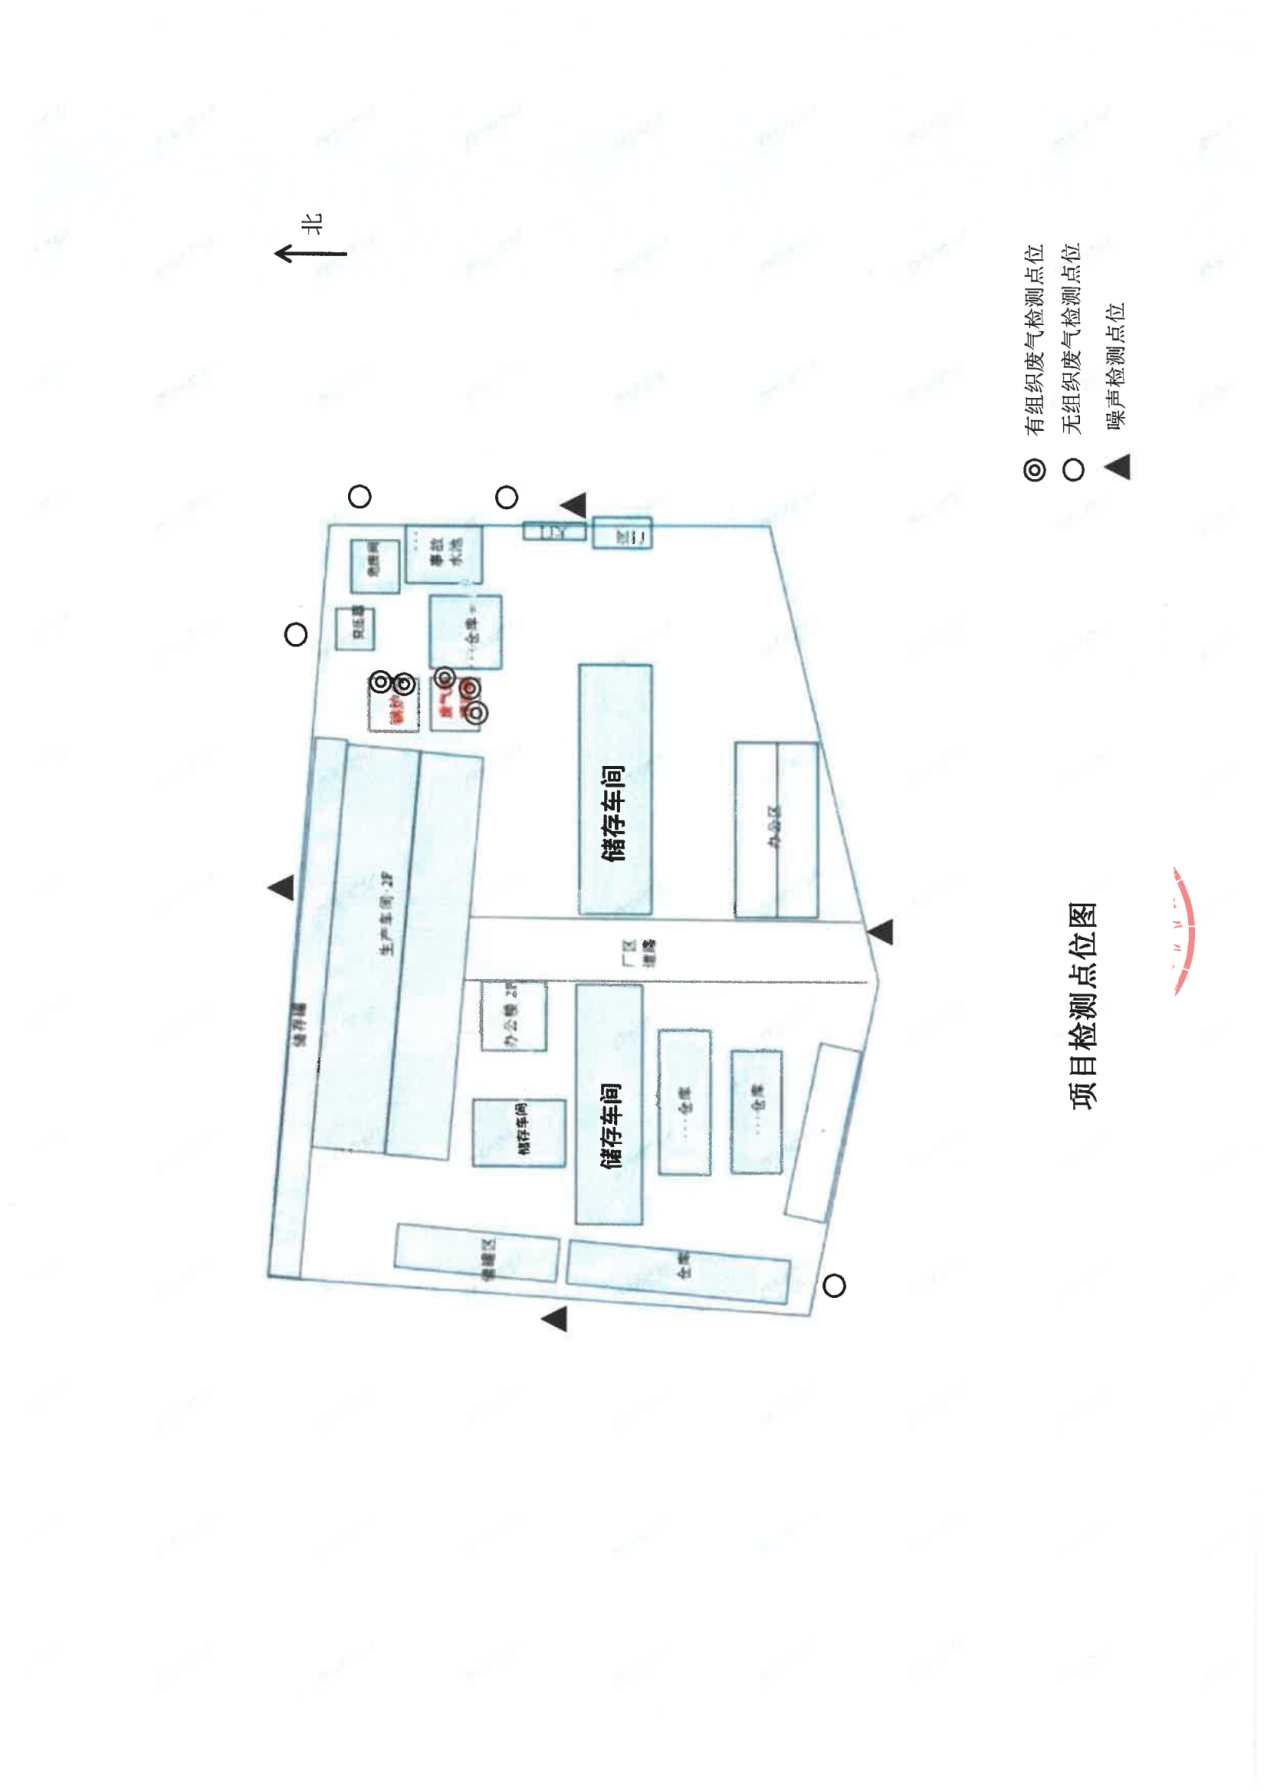 北
储存罐
生产车间·2F
锅炉
废气
变压器
危废间
事故
水池
仓库
储罐区
储存车间
办公楼 2F
仓库
储存车间
厂区
道路
储存车间
仓库
仓库
办公区
有组织废气检测点位
无组织废气检测点位
噪声检测点位
项目检测点位图